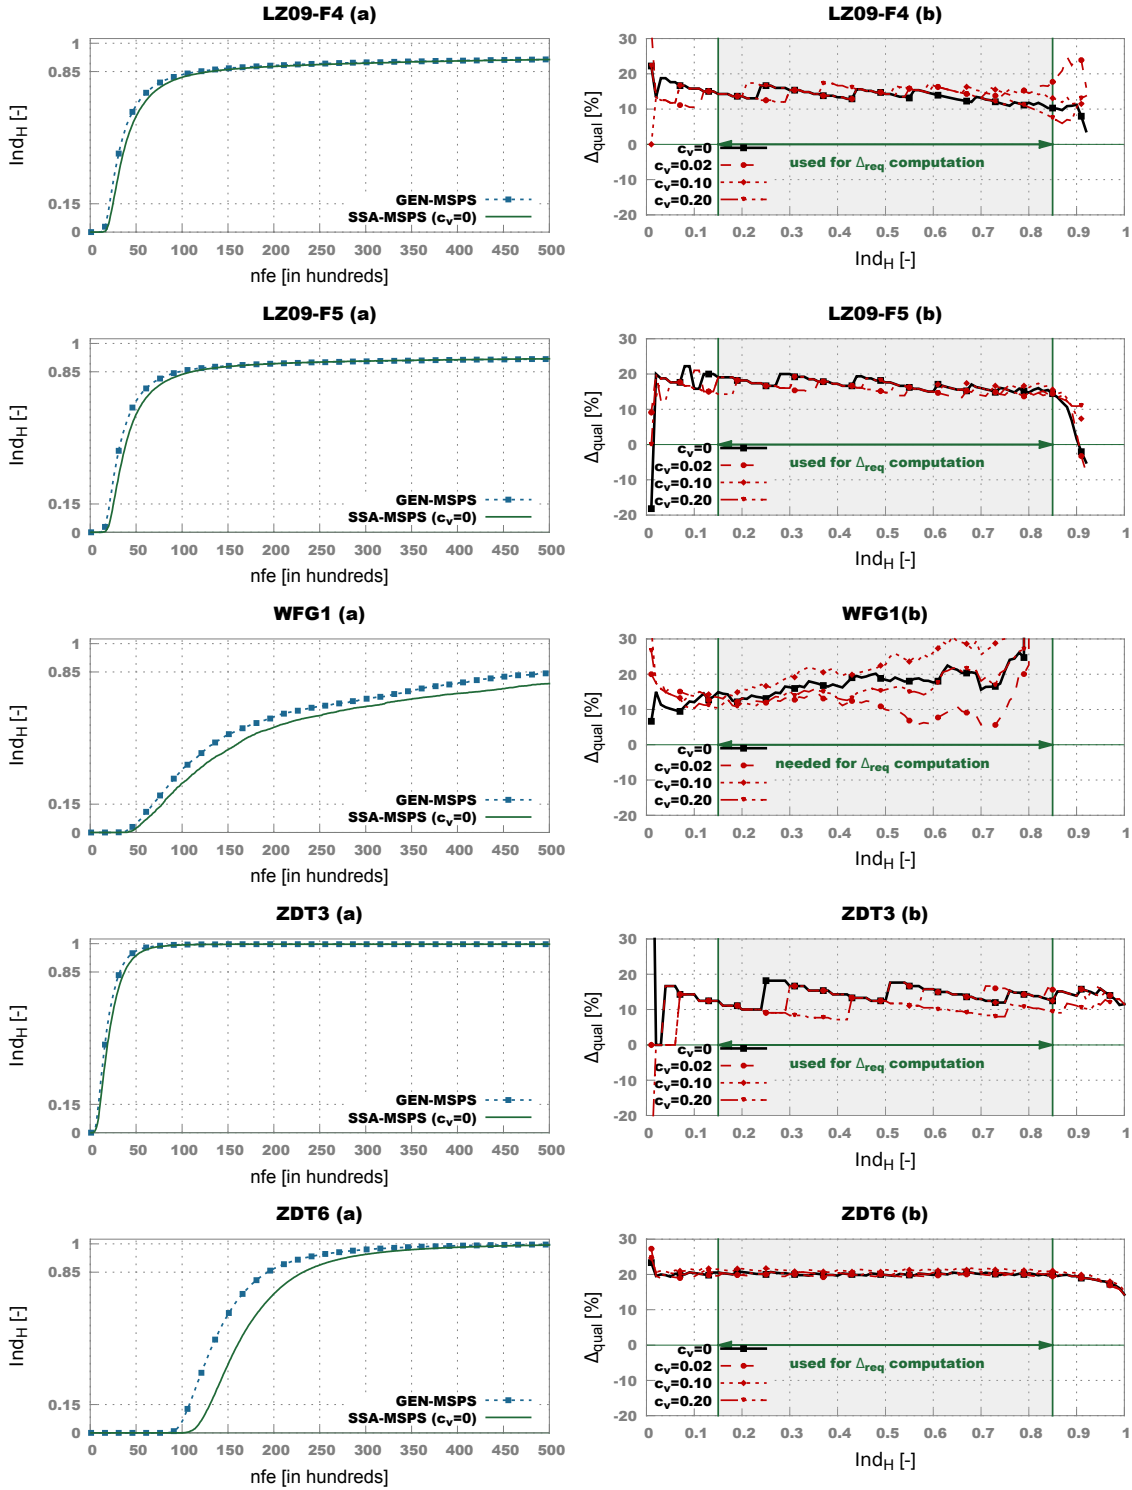 LZ09-F4 (a)
1
0.85
0.15
0
Ind_H [-]
GEN-MSPS
SSA-MSPS (c_v=0)
0 50 100 150 200 250 300 350 400 450 500
nfe [in hundreds]
LZ09-F4 (b)
30
20
10
0
-10
-20
Δ_qual [%]
c_v=0
c_v=0.02
c_v=0.10
c_v=0.20
used for Δ_req computation
0 0.1 0.2 0.3 0.4 0.5 0.6 0.7 0.8 0.9 1
Ind_H [-]
LZ09-F5 (a)
1
0.85
0.15
0
Ind_H [-]
GEN-MSPS
SSA-MSPS (c_v=0)
0 50 100 150 200 250 300 350 400 450 500
nfe [in hundreds]
LZ09-F5 (b)
30
20
10
0
-10
-20
Δ_qual [%]
c_v=0
c_v=0.02
c_v=0.10
c_v=0.20
used for Δ_req computation
0 0.1 0.2 0.3 0.4 0.5 0.6 0.7 0.8 0.9 1
Ind_H [-]
WFG1 (a)
1
0.85
0.15
0
Ind_H [-]
GEN-MSPS
SSA-MSPS (c_v=0)
0 50 100 150 200 250 300 350 400 450 500
nfe [in hundreds]
WFG1(b)
30
20
10
0
-10
-20
Δ_qual [%]
c_v=0
c_v=0.02
c_v=0.10
c_v=0.20
needed for Δ_req computation
0 0.1 0.2 0.3 0.4 0.5 0.6 0.7 0.8 0.9 1
Ind_H [-]
ZDT3 (a)
1
0.85
0.15
0
Ind_H [-]
GEN-MSPS
SSA-MSPS (c_v=0)
0 50 100 150 200 250 300 350 400 450 500
nfe [in hundreds]
ZDT3 (b)
30
20
10
0
-10
-20
Δ_qual [%]
c_v=0
c_v=0.02
c_v=0.10
c_v=0.20
used for Δ_req computation
0 0.1 0.2 0.3 0.4 0.5 0.6 0.7 0.8 0.9 1
Ind_H [-]
ZDT6 (a)
1
0.85
0.15
0
Ind_H [-]
GEN-MSPS
SSA-MSPS (c_v=0)
0 50 100 150 200 250 300 350 400 450 500
nfe [in hundreds]
ZDT6 (b)
30
20
10
0
-10
-20
Δ_qual [%]
c_v=0
c_v=0.02
c_v=0.10
c_v=0.20
used for Δ_req computation
0 0.1 0.2 0.3 0.4 0.5 0.6 0.7 0.8 0.9 1
Ind_H [-]